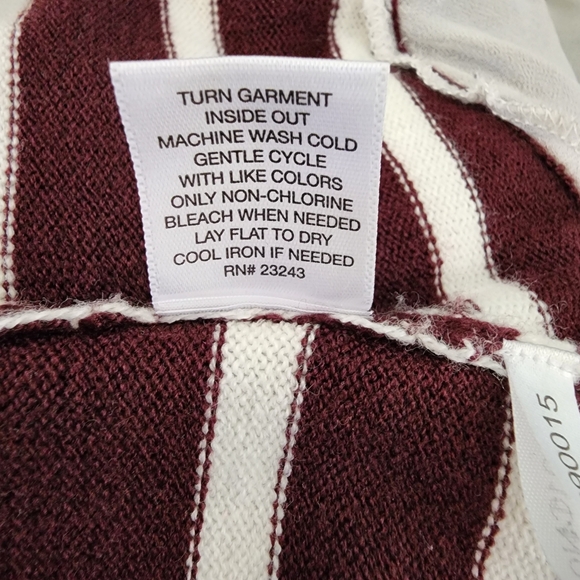 TURN GARMENT
INSIDE OUT
MACHINE WASH COLD
GENTLE CYCLE
WITH LIKE COLORS
ONLY NON-CHLORINE
BLEACH WHEN NEEDED
LAY FLAT TO DRY
COOL IRON IF NEEDED
RN# 23243
90015